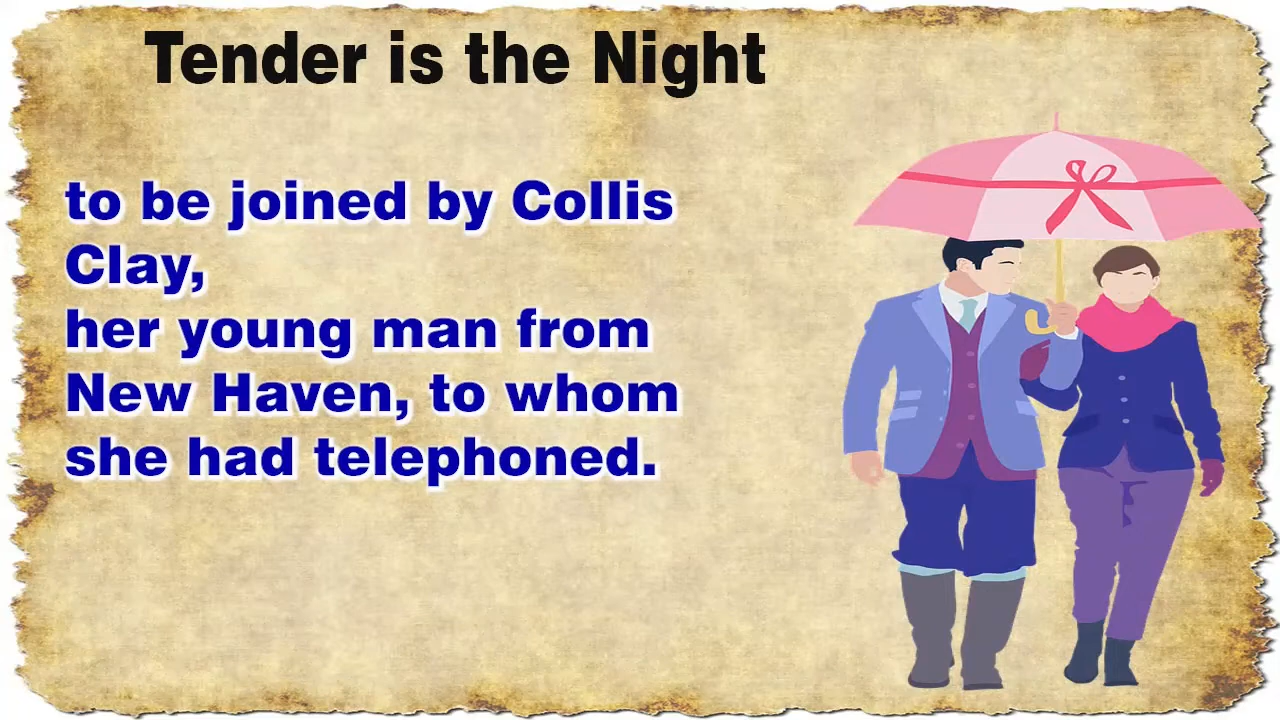 Tender is the Night
to be joined by Collis
Clay,
her young man from
New Haven, to whom
she had telephoned.